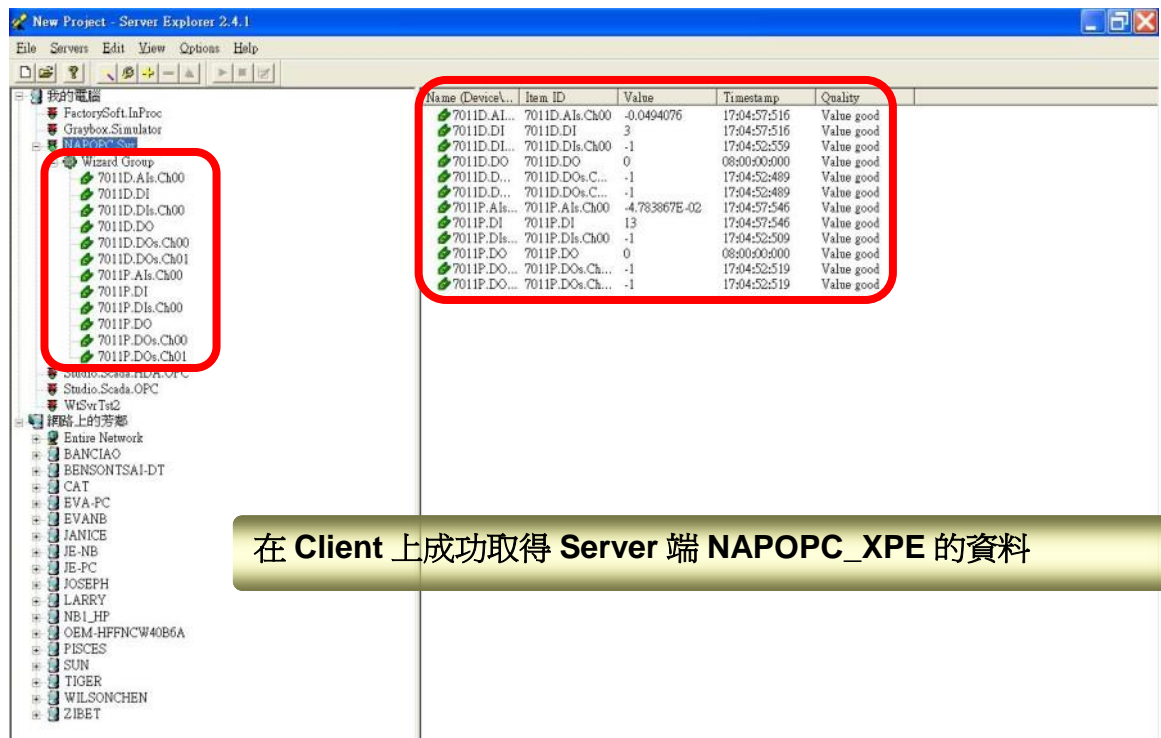 New Project - Server Explorer 2.4.1
File Servers Edit View Options Help
我的電腦
FactorySoft.InProc
Graybox.Simulator
NAPOPC.Svr
Wizard Group
7011D.AIs.Ch00
7011D.DI
7011D.DIs.Ch00
7011D.DO
7011D.DOs.Ch00
7011D.DOs.Ch01
7011P.AIs.Ch00
7011P.DI
7011P.DIs.Ch00
7011P.DO
7011P.DOs.Ch00
7011P.DOs.Ch01
Studio.Scada.HDA.OPC
Studio.Scada.OPC
WtSvrTst2
網路上的芳鄰
Entire Network
BANCIAO
BENSONTSAI-DT
CAT
EVA-PC
EVANB
JANICE
JE-NB
JE-PC
JOSEPH
LARRY
NB1_HP
OEM-HFFNCW40B6A
PISCES
SUN
TIGER
WILSONCHEN
ZIBET
Name (Device\... Item ID Value Timestamp Quality
7011D.AI... 7011D.AIs.Ch00 -0.0494076 17:04:57:516 Value good
7011D.DI 7011D.DI 3 17:04:57:516 Value good
7011D.DI... 7011D.DIs.Ch00 -1 17:04:52:559 Value good
7011D.DO 7011D.DO 0 08:00:00:000 Value good
7011D.D... 7011D.DOs.C... -1 17:04:52:489 Value good
7011D.D... 7011D.DOs.C... -1 17:04:52:489 Value good
7011P.AIs... 7011P.AIs.Ch00 -4.783867E-02 17:04:57:546 Value good
7011P.DI 7011P.DI 13 17:04:57:546 Value good
7011P.DIs... 7011P.DIs.Ch00 -1 17:04:52:509 Value good
7011P.DO 7011P.DO 0 08:00:00:000 Value good
7011P.DO... 7011P.DOs.Ch... -1 17:04:52:519 Value good
7011P.DO... 7011P.DOs.Ch... -1 17:04:52:519 Value good
在 Client 上成功取得 Server 端 NAPOPC_XPE 的資料